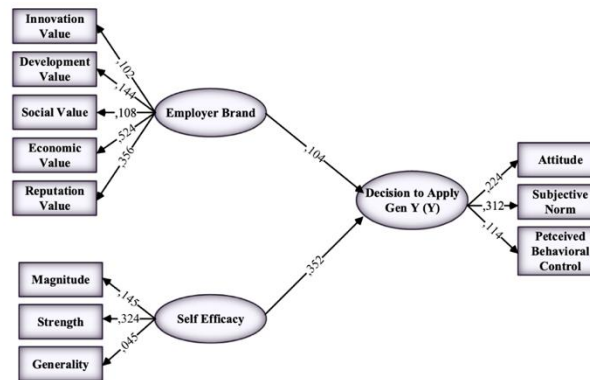 Innovation
Value
Development
Value
Social Value
Economic
Value
Reputation
Value
,102
,144
,108
,524
,356
Employer Brand
,104
Decision to Apply
Gen Y (Y)
,224
,312
,114
Attitude
Subjective
Norm
Petceived
Behavioral
Control
Magnitude
Strength
Generality
,145
,324
,045
Self Efficacy
,352